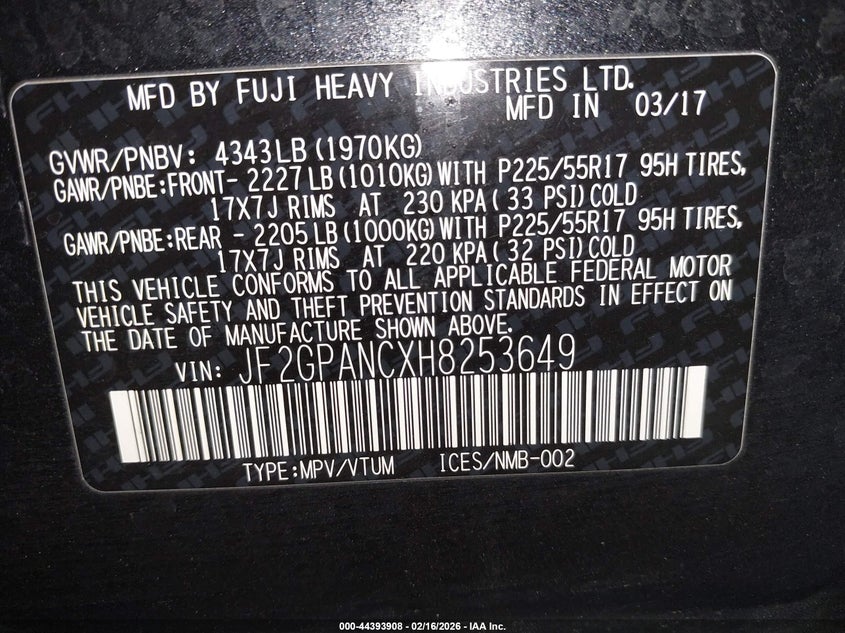 MFD BY FUJI HEAVY INDUSTRIES LTD.
MFD IN 03/17
GVWR/PNBV: 4343LB (1970KG)
GAWR/PNBE:FRONT- 2227LB (1010KG) WITH P225/55R17 95H TIRES,
17X7J RIMS AT 230 KPA ( 33 PSI) COLD
GAWR/PNBE:REAR - 2205LB (1000KG) WITH P225/55R17 95H TIRES,
17X7J RIMS AT 220 KPA ( 32 PSI) COLD
THIS VEHICLE CONFORMS TO ALL APPLICABLE FEDERAL MOTOR
VEHICLE SAFETY AND THEFT PREVENTION STANDARDS IN EFFECT ON
THE DATE OF MANUFACTURE SHOWN ABOVE.
VIN: JF2GPANCXH8253649
TYPE:MPV/VTUM ICES/NMB-002
000-44393908 - 02/16/2026 - IAA Inc.